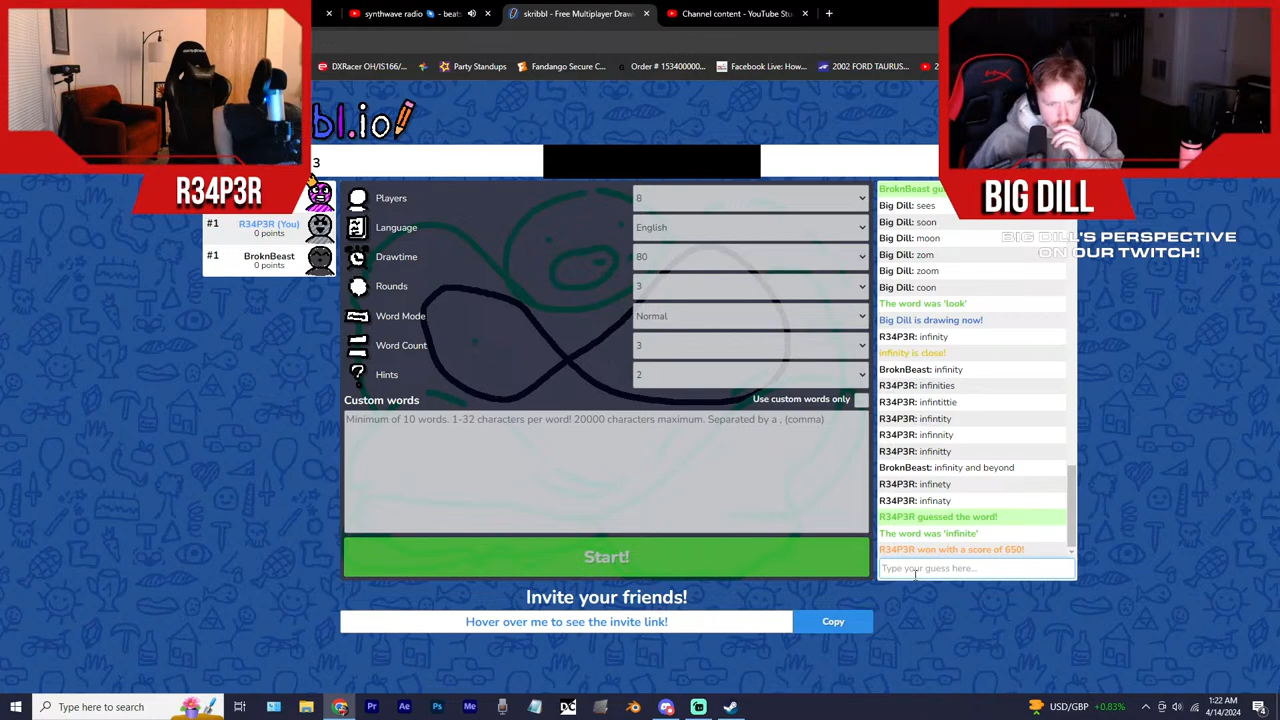 synthwave radio - beats
skribbl - Free Multiplayer Draw
Channel content - YouTube Stu
DXRacer OH/IS166/...
Party Standups
Fandango Secure C...
Order # 153400000...
Facebook Live: How...
2002 FORD TAURUS...
bl.io
3
R34P3R
BIG DILL
BIG DILL'S PERSPECTIVE
ON OUR TWITCH!
#1 R34P3R (You)
0 points
#1 BroknBeast
0 points
Players 8
Language English
Drawtime 80
Rounds 3
Word Mode Normal
Word Count 3
Hints 2
Custom words
Use custom words only
Minimum of 10 words. 1-32 characters per word! 20000 characters maximum. Separated by a , (comma)
Start!
Invite your friends!
Hover over me to see the invite link!
Copy
BroknBeast gu
Big Dill: sees
Big Dill: soon
Big Dill: moon
Big Dill: zom
Big Dill: zoom
Big Dill: coon
The word was 'look'
Big Dill is drawing now!
R34P3R: infinity
infinity is close!
BroknBeast: infinity
R34P3R: infinities
R34P3R: infintittie
R34P3R: infintity
R34P3R: infinnity
R34P3R: infinitty
BroknBeast: infinity and beyond
R34P3R: infinety
R34P3R: infinaty
R34P3R guessed the word!
The word was 'infinite'
R34P3R won with a score of 650!
Type your guess here...
Type here to search
USD/GBP +0.83%
1:22 AM
4/14/2024